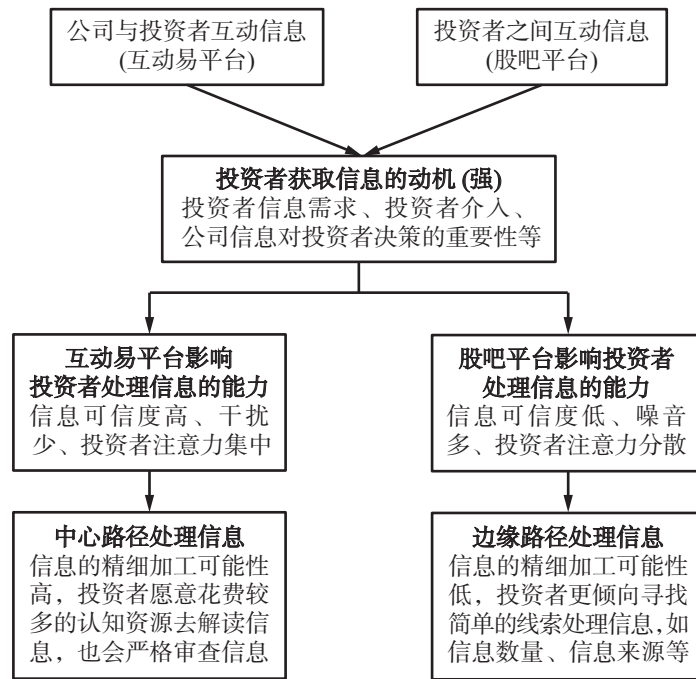 公司与投资者互动信息
(互动易平台)
投资者之间互动信息
(股吧平台)
投资者获取信息的动机 (强)
投资者信息需求、投资者介入、
公司信息对投资者决策的重要性等
互动易平台影响
投资者处理信息的能力
信息可信度高、干扰
少、投资者注意力集中
股吧平台影响投资者
处理信息的能力
信息可信度低、噪音
多、投资者注意力分散
中心路径处理信息
信息的精细加工可能性
高，投资者愿意花费较
多的认知资源去解读信
息，也会严格审查信息
边缘路径处理信息
信息的精细加工可能性
低，投资者更倾向寻找
简单的线索处理信息，如
信息数量、信息来源等